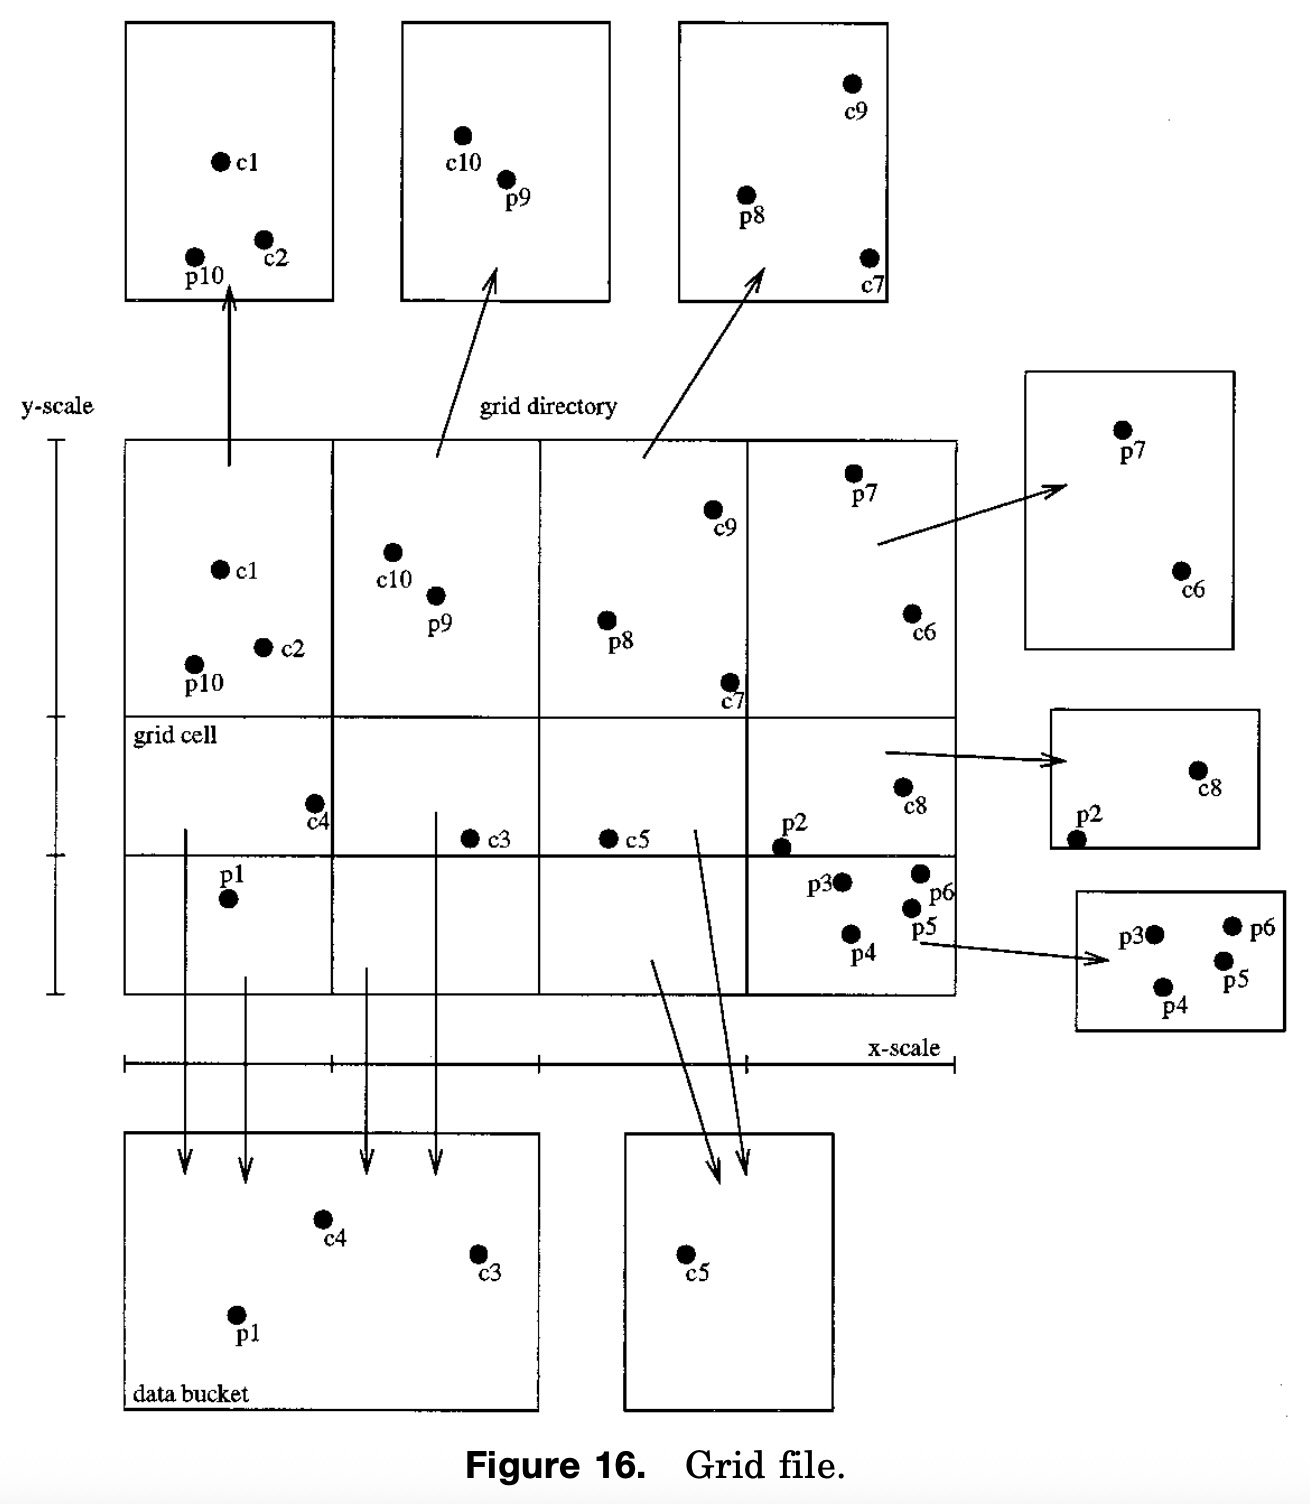 c9
c1
c10
p9
p8
c2
p10
c7
y-scale
grid directory
p7
p7
c9
c1
c10
c6
p9
c6
c2
p8
p10
c7
grid cell
c8
c4
c8
p2
p2
c3
c5
p1
p3
p6
p5
p3
p6
p4
p5
p4
x-scale
c4
c3
c5
p1
data bucket
Figure 16. Grid file.